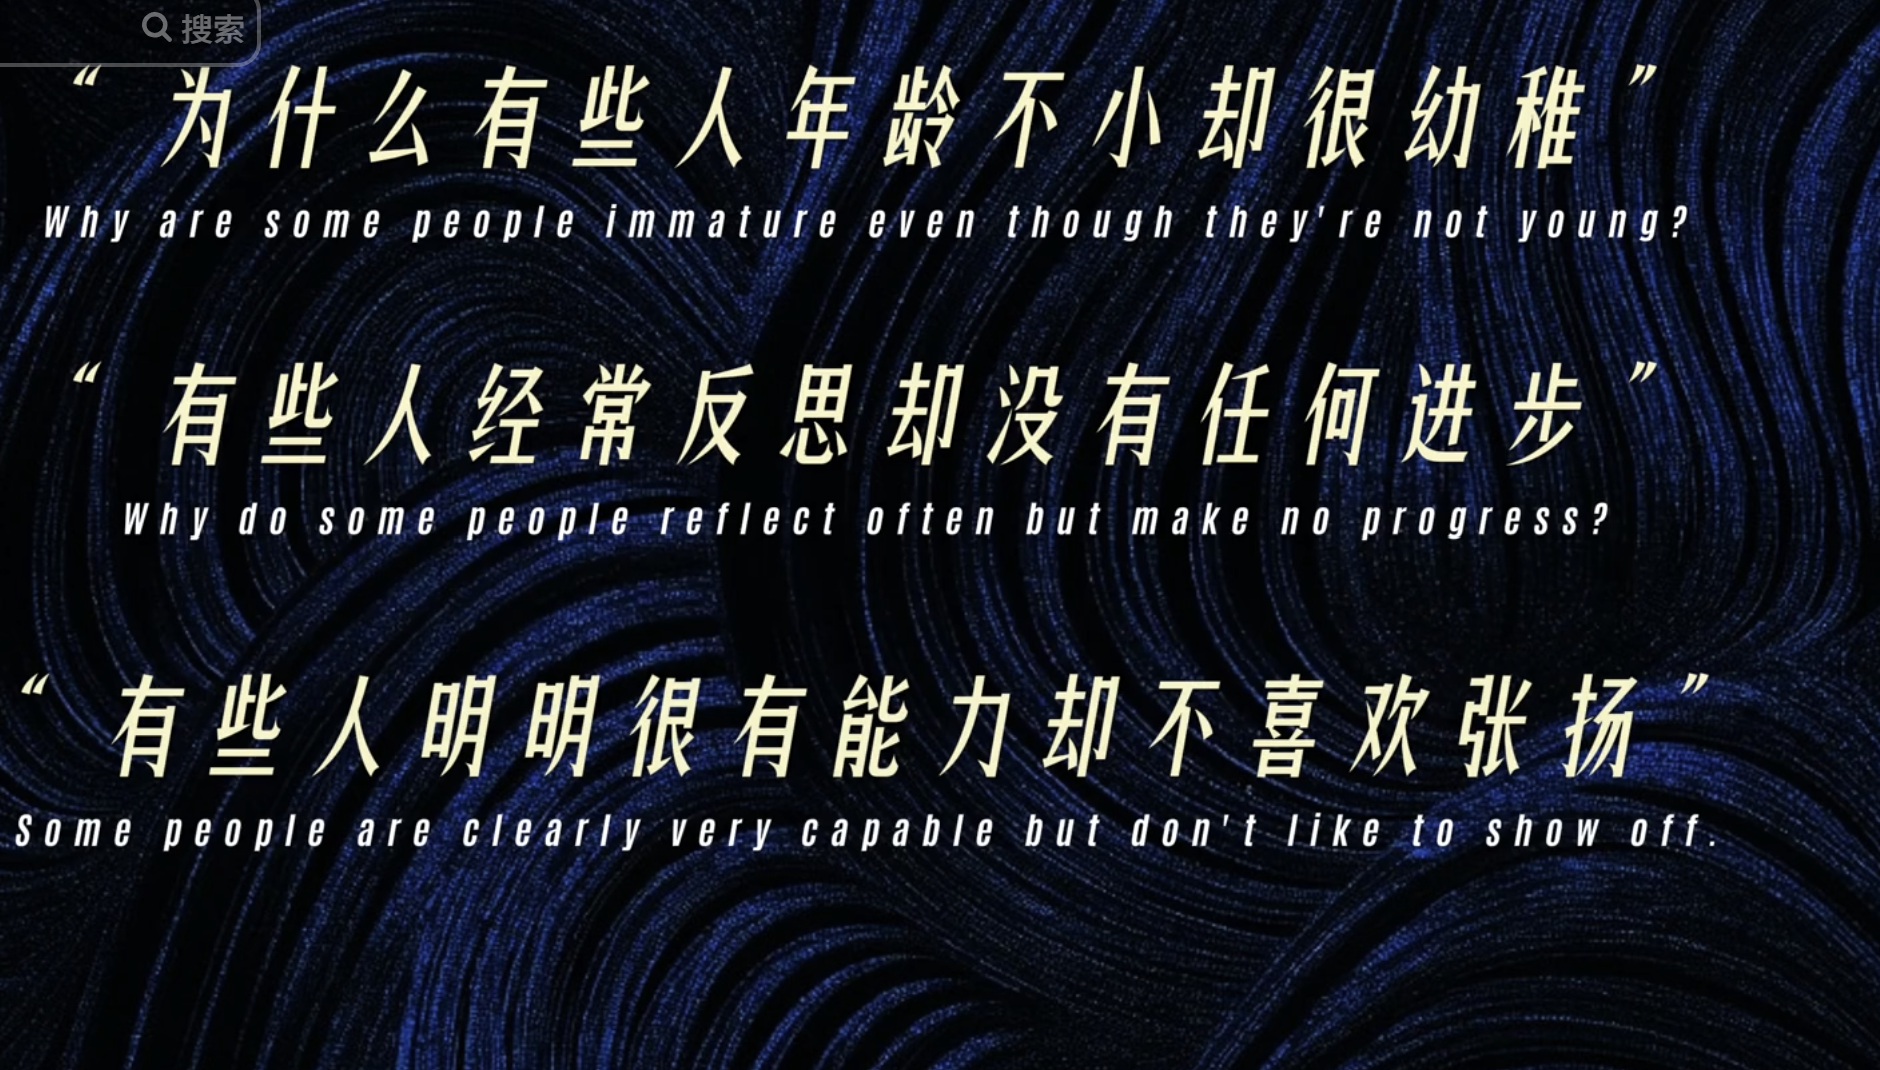 搜索
“为什么有些人年龄不小却很幼稚”
Why are some people immature even though they're not young?
“有些人经常反思却没有任何进步”
Why do some people reflect often but make no progress?
“有些人明明很有能力却不喜欢张扬”
Some people are clearly very capable but don't like to show off.